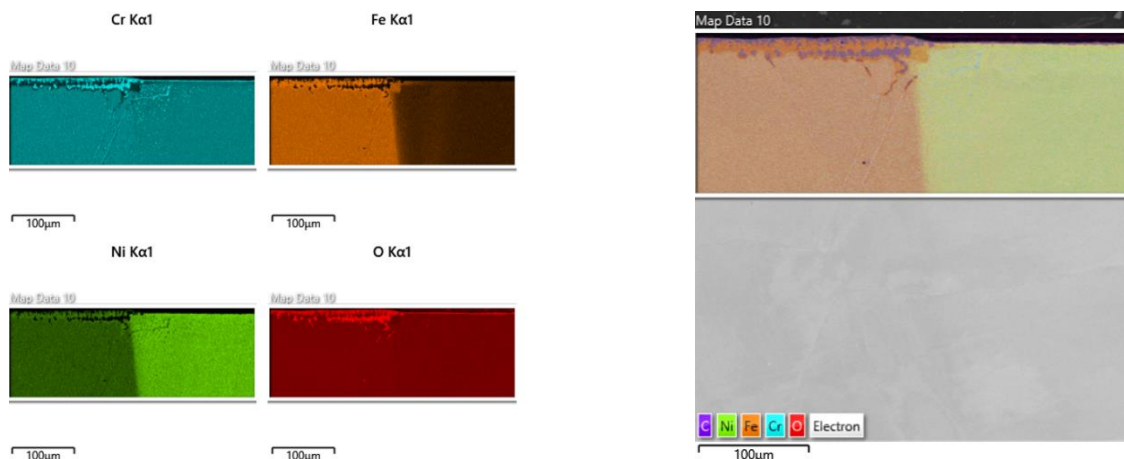 Cr Kα1
Fe Kα1
Map Data 10
Map Data 10
100μm
100μm
Ni Kα1
O Kα1
Map Data 10
Map Data 10
100μm
100μm
Map Data 10
C Ni Fe Cr O Electron
100μm